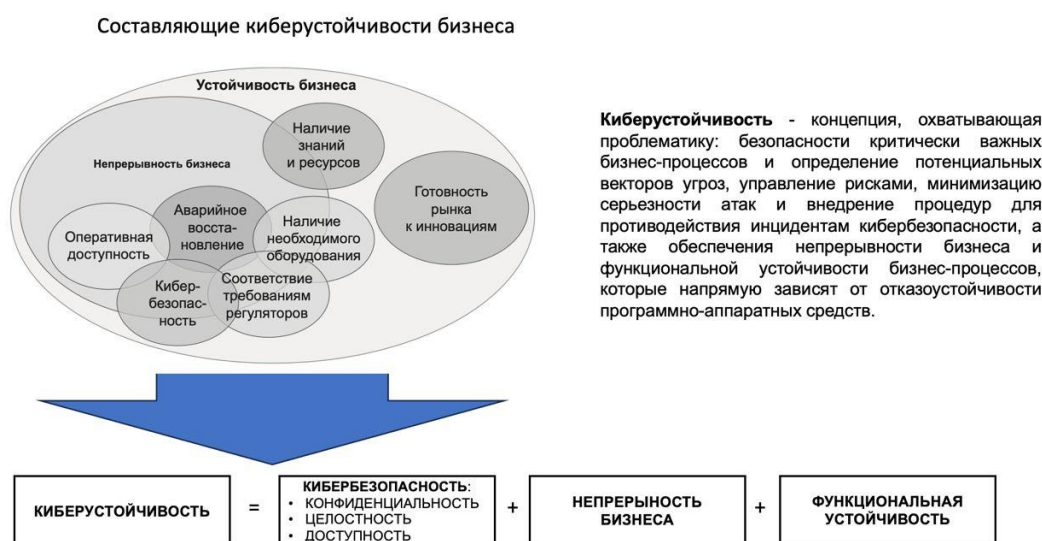 Составляющие киберустойчивости бизнеса
Устойчивость бизнеса
Наличие
знаний
и ресурсов
Непрерывность бизнеса
Готовность
рынка
к инновациям
Аварийное
восста-
новление
Наличие
необходимого
оборудования
Оперативная
доступность
Кибер-
безопас-
ность
Соответствие
требованиям
регуляторов
Киберустойчивость - концепция, охватывающая
проблематику: безопасности критически важных
бизнес-процессов и определение потенциальных
векторов угроз, управление рисками, минимизацию
серьезности атак и внедрение процедур для
противодействия инцидентам кибербезопасности, а
также обеспечения непрерывности бизнеса и
функциональной устойчивости бизнес-процессов,
которые напрямую зависят от отказоустойчивости
программно-аппаратных средств.
КИБЕРУСТОЙЧИВОСТЬ
=
КИБЕРБЕЗОПАСНОСТЬ:
• КОНФИДЕНЦИАЛЬНОСТЬ
• ЦЕЛОСТНОСТЬ
• ДОСТУПНОСТЬ
+
НЕПРЕРЫНОСТЬ
БИЗНЕСА
+
ФУНКЦИОНАЛЬНАЯ
УСТОЙЧИВОСТЬ